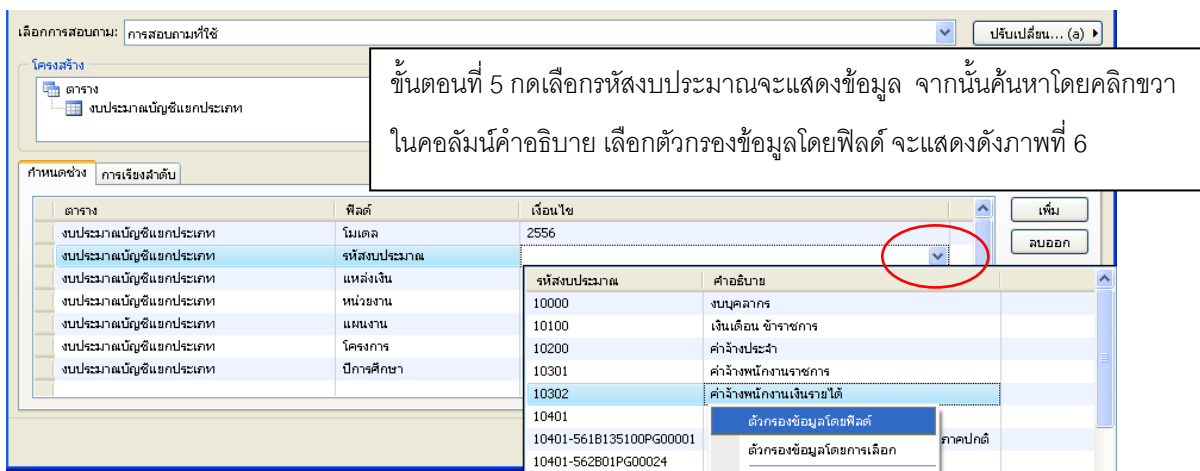 เลือกการสอบถาม: การสอบถามที่ใช้ ปรับเปลี่ยน... (a)
โครงสร้าง
ตาราง
งบประมาณบัญชีแยกประเภท
ขั้นตอนที่ 5 กดเลือกรหัสงบประมาณจะแสดงข้อมูล จากนั้นค้นหาโดยคลิกขวา
ในคอลัมน์คำอธิบาย เลือกตัวกรองข้อมูลโดยฟิลด์ จะแสดงดังภาพที่ 6
กำหนดช่วง การเรียงลำดับ
ตาราง ฟิลด์ เงื่อนไข เพิ่ม
งบประมาณบัญชีแยกประเภท โมเดล 2556 ลบออก
งบประมาณบัญชีแยกประเภท รหัสงบประมาณ
งบประมาณบัญชีแยกประเภท แหล่งเงิน
งบประมาณบัญชีแยกประเภท หน่วยงาน
งบประมาณบัญชีแยกประเภท แผนงาน
งบประมาณบัญชีแยกประเภท โครงการ
งบประมาณบัญชีแยกประเภท ปีการศึกษา
รหัสงบประมาณ คำอธิบาย
10000 งบบุคลากร
10100 เงินเดือน ข้าราชการ
10200 ค่าจ้างประจำ
10301 ค่าจ้างพนักงานราชการ
10302 ค่าจ้างพนักงานเงินรายได้
10401 ตัวกรองข้อมูลโดยฟิลด์
10401-561B135100PG00001 ภาคปกติ
10401-562B01PG00024 ตัวกรองข้อมูลโดยการเลือก